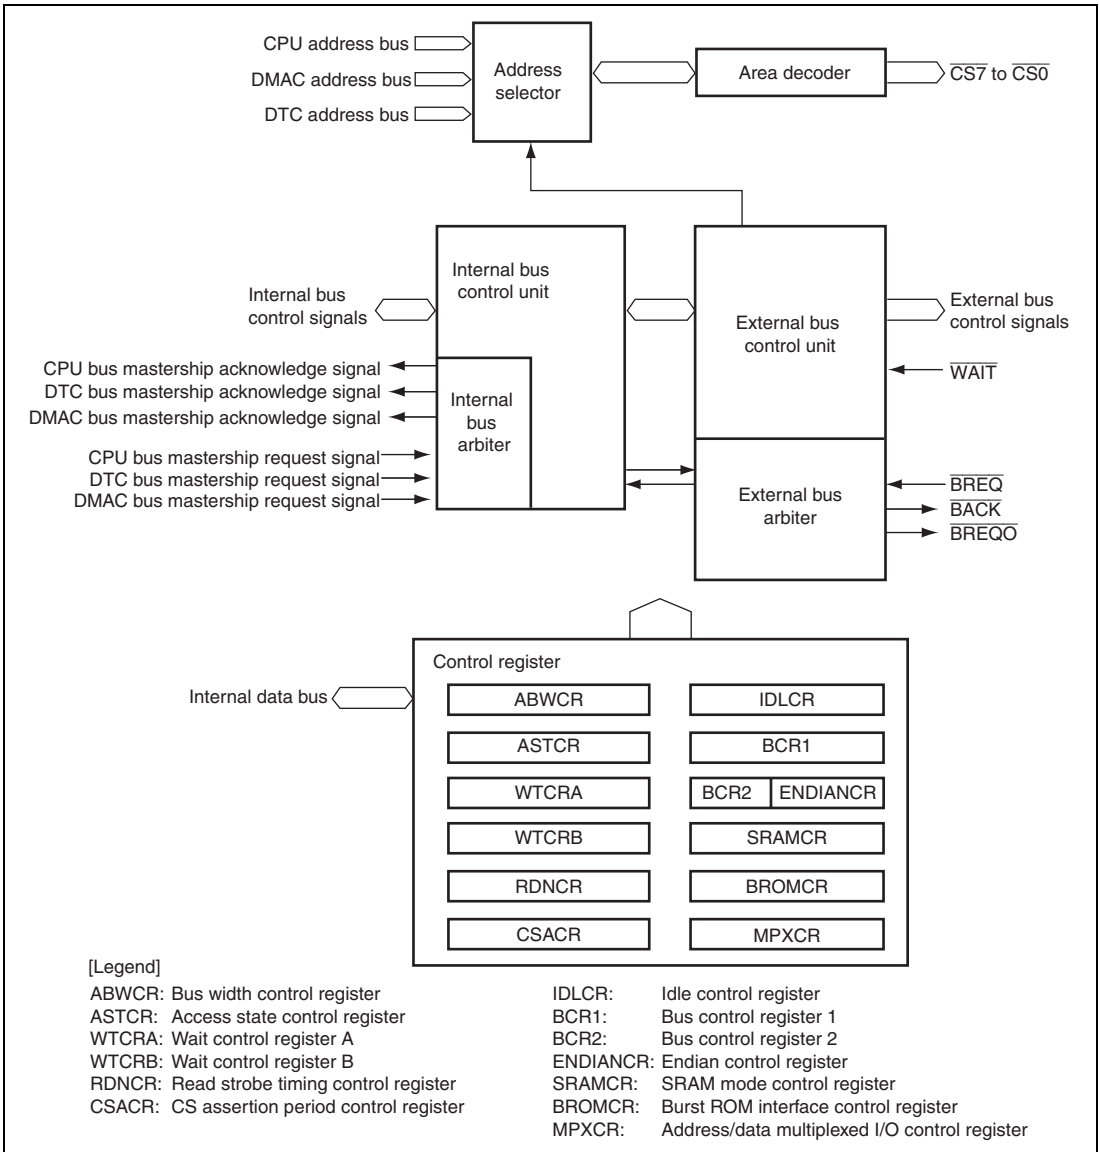 CPU address bus
DMAC address bus
DTC address bus
Address
selector
Area decoder
CS7 to CS0
Internal bus
control signals
Internal bus
control unit
External bus
control unit
External bus
control signals
WAIT
CPU bus mastership acknowledge signal
DTC bus mastership acknowledge signal
DMAC bus mastership acknowledge signal
Internal
bus
arbiter
CPU bus mastership request signal
DTC bus mastership request signal
DMAC bus mastership request signal
External bus
arbiter
BREQ
BACK
BREQO
Control register
Internal data bus
ABWCR
IDLCR
ASTCR
BCR1
WTCRA
BCR2
ENDIANCR
WTCRB
SRAMCR
RDNCR
BROMCR
CSACR
MPXCR
[Legend]
ABWCR: Bus width control register
ASTCR: Access state control register
WTCRA: Wait control register A
WTCRB: Wait control register B
RDNCR: Read strobe timing control register
CSACR: CS assertion period control register
IDLCR: Idle control register
BCR1: Bus control register 1
BCR2: Bus control register 2
ENDIANCR: Endian control register
SRAMCR: SRAM mode control register
BROMCR: Burst ROM interface control register
MPXCR: Address/data multiplexed I/O control register